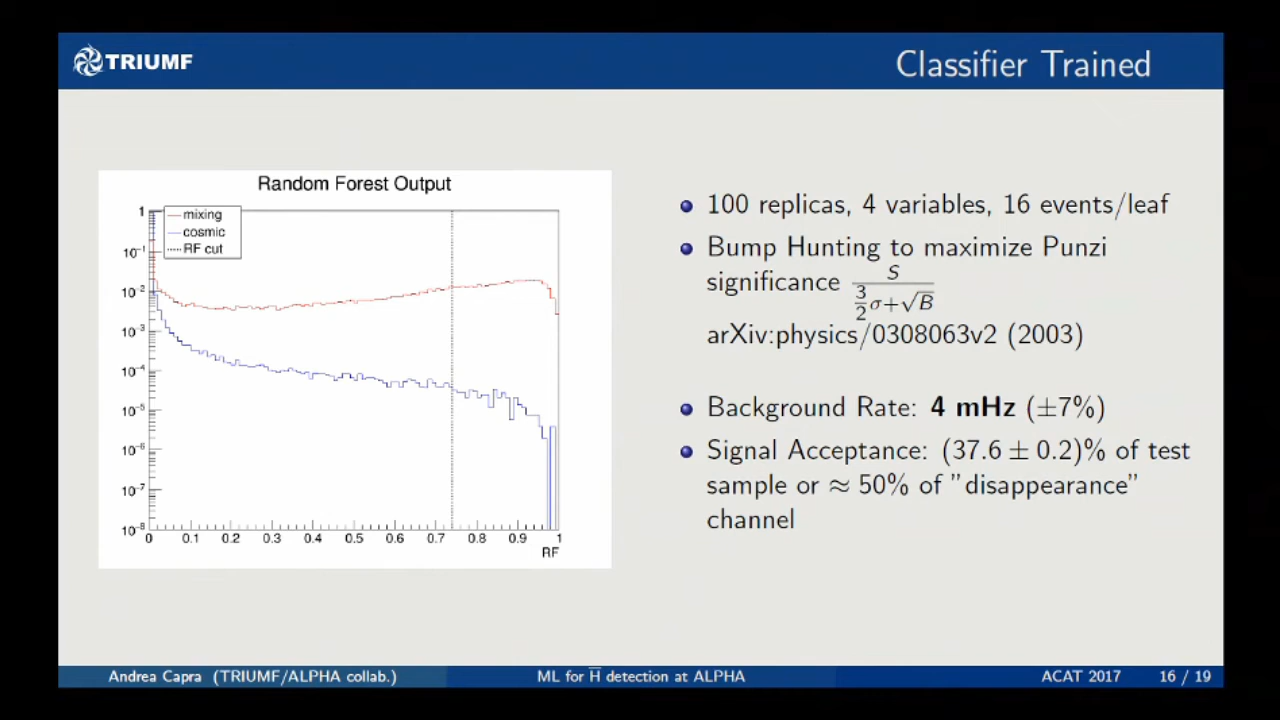 TRIUMF
Classifier Trained
Random Forest Output
mixing
cosmic
RF cut
1
10⁻¹
10⁻²
10⁻³
10⁻⁴
10⁻⁵
10⁻⁶
10⁻⁷
10⁻⁸
0 0.1 0.2 0.3 0.4 0.5 0.6 0.7 0.8 0.9 1
RF
100 replicas, 4 variables, 16 events/leaf
Bump Hunting to maximize Punzi
significance S / (3/2 σ+√B)
arXiv:physics/0308063v2 (2003)
Background Rate: 4 mHz (±7%)
Signal Acceptance: (37.6 ± 0.2)% of test
sample or ≈ 50% of "disappearance"
channel
Andrea Capra (TRIUMF/ALPHA collab.)
ML for H̅ detection at ALPHA
ACAT 2017
16 / 19